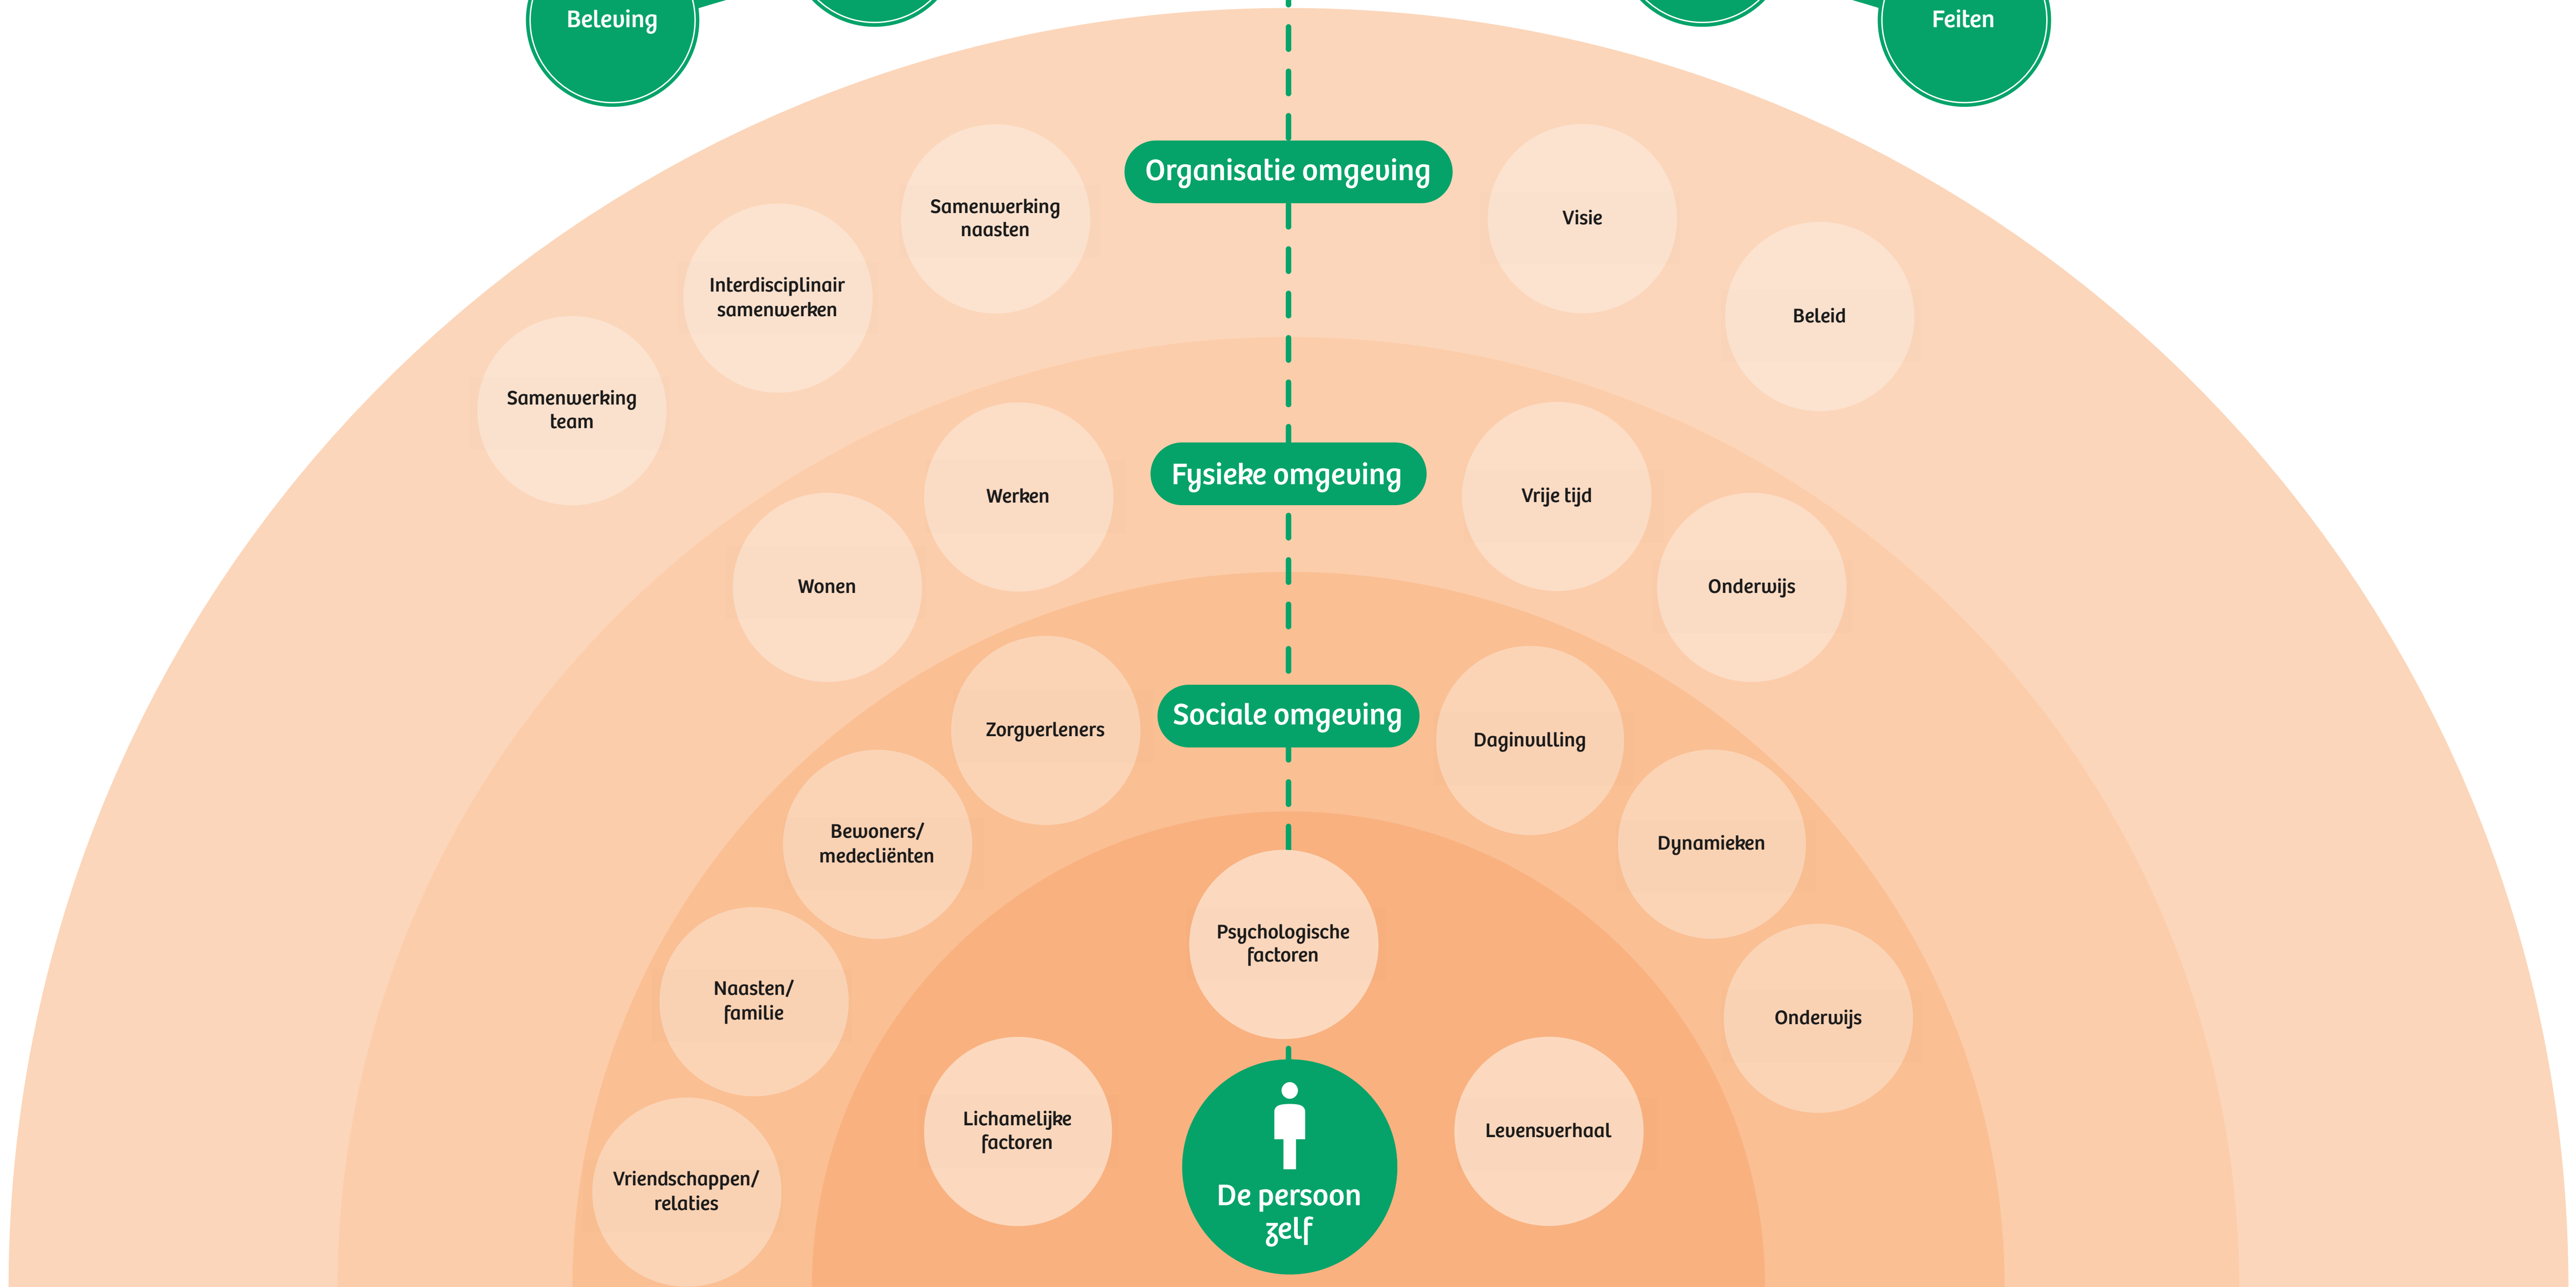 Beleving
Feiten
Organisatie omgeving
Samenwerking
naasten
Visie
Interdisciplinair
samenwerken
Beleid
Samenwerking
team
Fysieke omgeving
Werken
Vrije tijd
Wonen
Onderwijs
Sociale omgeving
Zorgverleners
Daginvulling
Bewoners/
medecliënten
Dynamieken
Psychologische
factoren
Naasten/
familie
Onderwijs
Lichamelijke
factoren
Levensverhaal
Vriendschappen/
relaties
De persoon
zelf